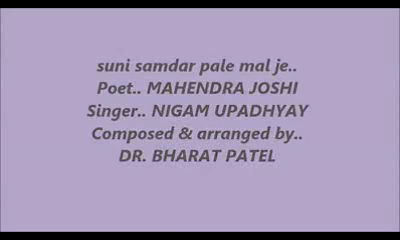 suni samdar pale mal je..
Poet.. MAHENDRA JOSHI
Singer.. NIGAM UPADHYAY
Composed & arranged by..
DR. BHARAT PATEL